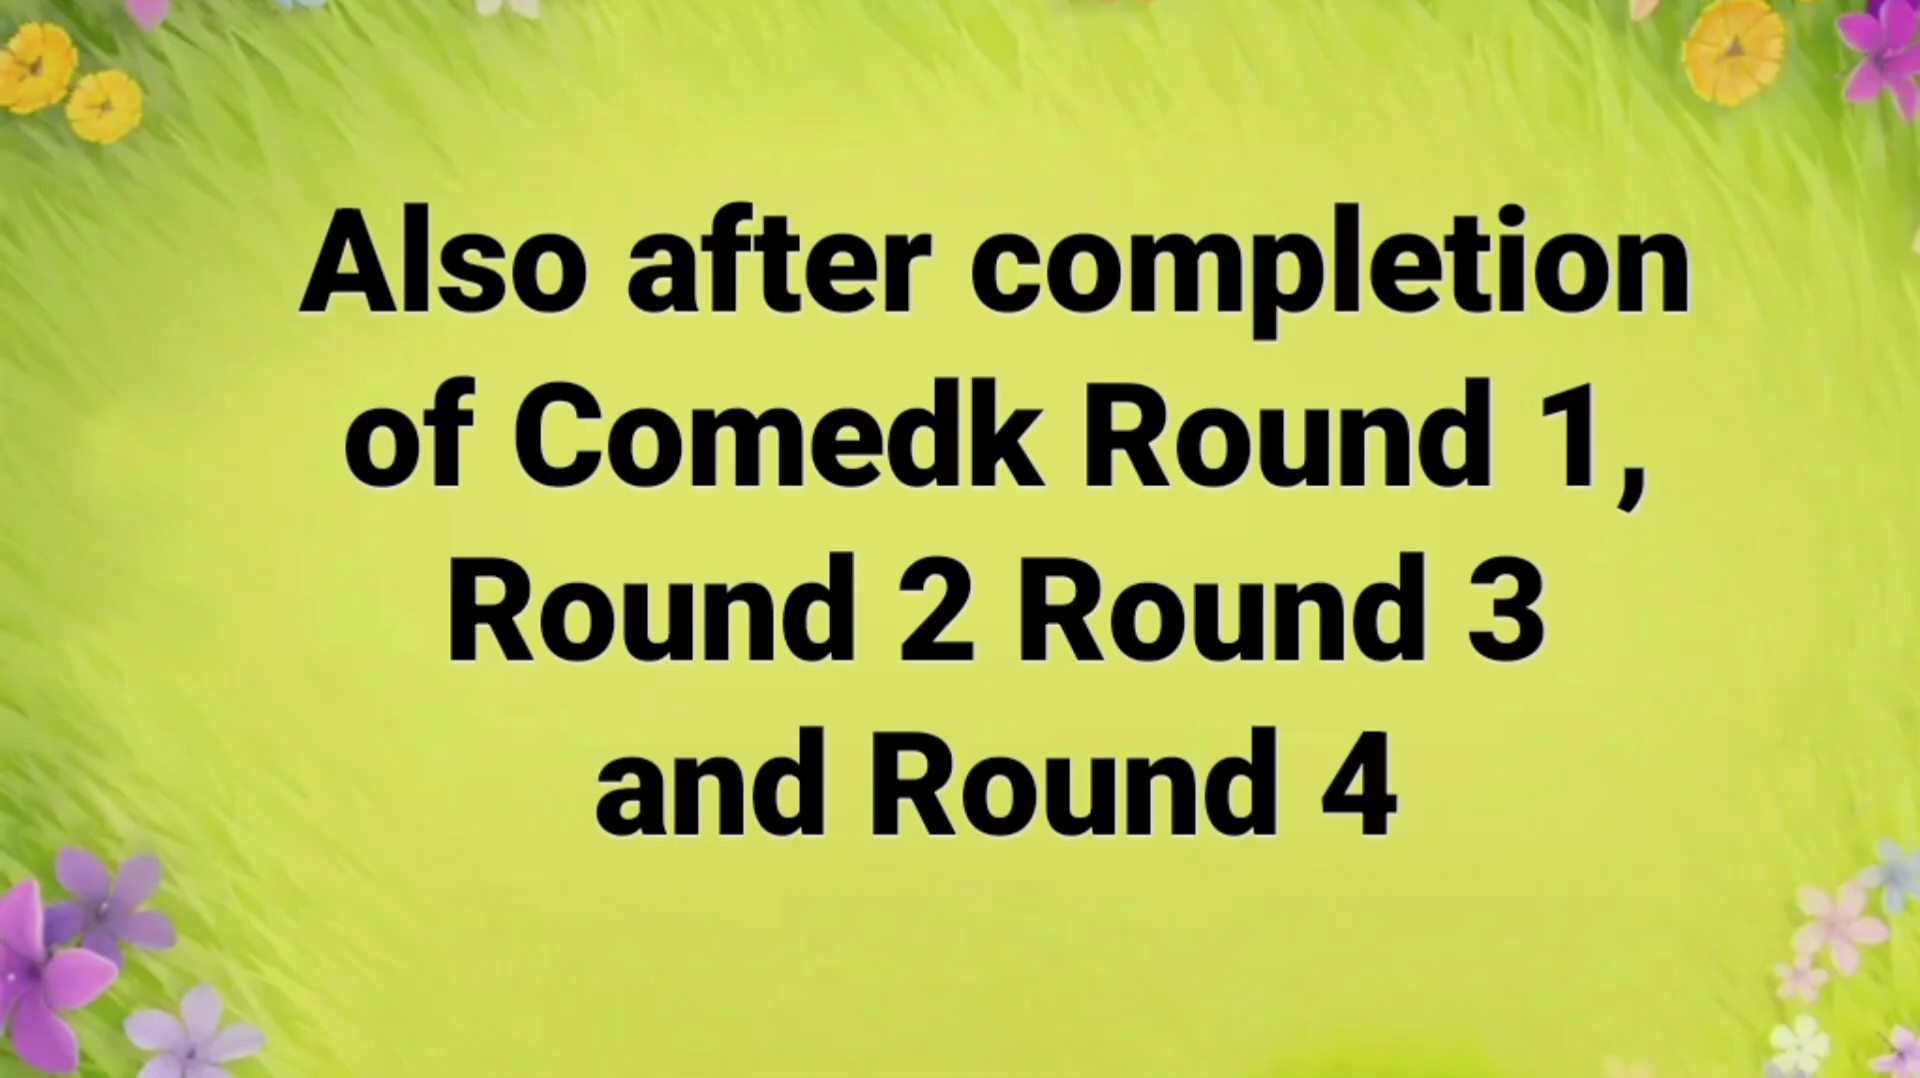 Also after completion
of Comedk Round 1,
Round 2 Round 3
and Round 4